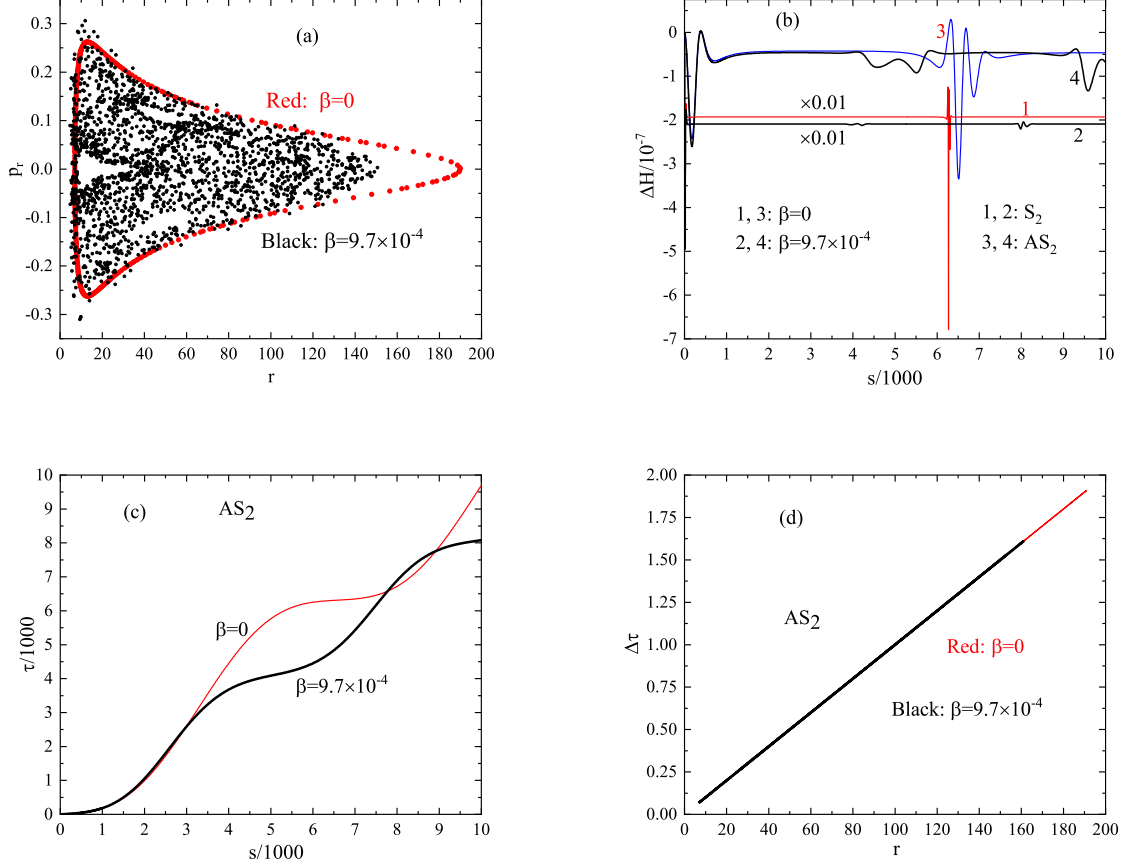 0.3
0.2
0.1
0.0
-0.1
-0.2
-0.3
p_r
(a)
Red: β=0
Black: β=9.7×10^-4
0 20 40 60 80 100 120 140 160 180 200
r
0
-1
-2
-3
-4
-5
-6
-7
ΔH/10^-7
(b)
3
4
×0.01
1
×0.01
2
1, 3: β=0
1, 2: S_2
2, 4: β=9.7×10^-4
3, 4: AS_2
0 1 2 3 4 5 6 7 8 9 10
s/1000
10
9
8
7
6
5
4
3
2
1
0
τ/1000
(c)
AS_2
β=0
β=9.7×10^-4
0 1 2 3 4 5 6 7 8 9 10
s/1000
2.00
1.75
1.50
1.25
1.00
0.75
0.50
0.25
0.00
Δτ
(d)
AS_2
Red: β=0
Black: β=9.7×10^-4
0 20 40 60 80 100 120 140 160 180 200
r